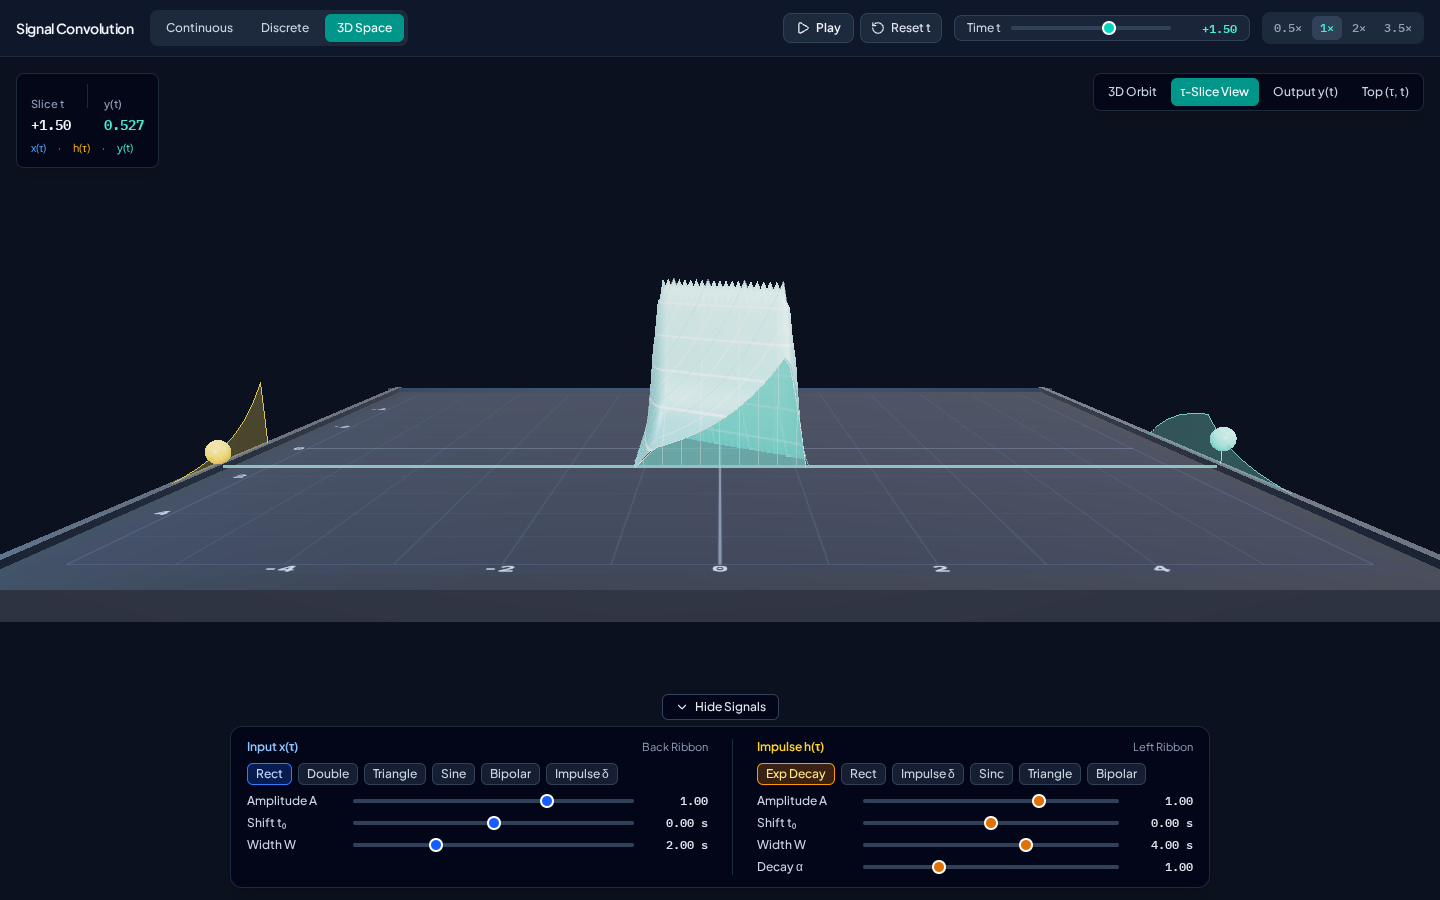 Signal Convolution
Continuous Discrete 3D Space
Play
Reset t
Time t +1.50
0.5× 1× 2× 3.5×
Slice t y(t)
+1.50 0.527
x(τ) · h(τ) · y(t)
3D Orbit τ-Slice View Output y(t) Top (τ, t)
-4 -2 0 2 4
Hide Signals
Input x(τ) Back Ribbon
Rect Double Triangle Sine Bipolar Impulse δ
Amplitude A 1.00
Shift t₀ 0.00 s
Width W 2.00 s
Impulse h(τ) Left Ribbon
Exp Decay Rect Impulse δ Sinc Triangle Bipolar
Amplitude A 1.00
Shift t₀ 0.00 s
Width W 4.00 s
Decay α 1.00